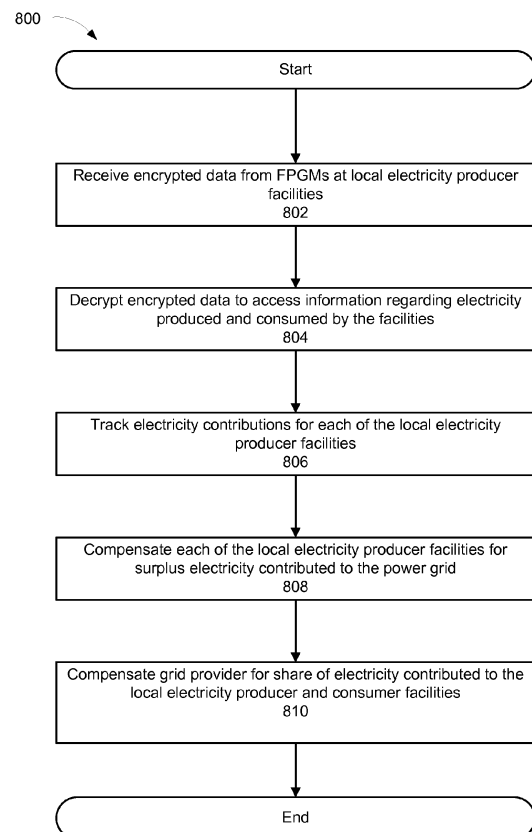 800
Start
Receive encrypted data from FPGMs at local electricity producer
facilities
802
Decrypt encrypted data to access information regarding electricity
produced and consumed by the facilities
804
Track electricity contributions for each of the local electricity
producer facilities
806
Compensate each of the local electricity producer facilities for
surplus electricity contributed to the power grid
808
Compensate grid provider for share of electricity contributed to the
local electricity producer and consumer facilities
810
End